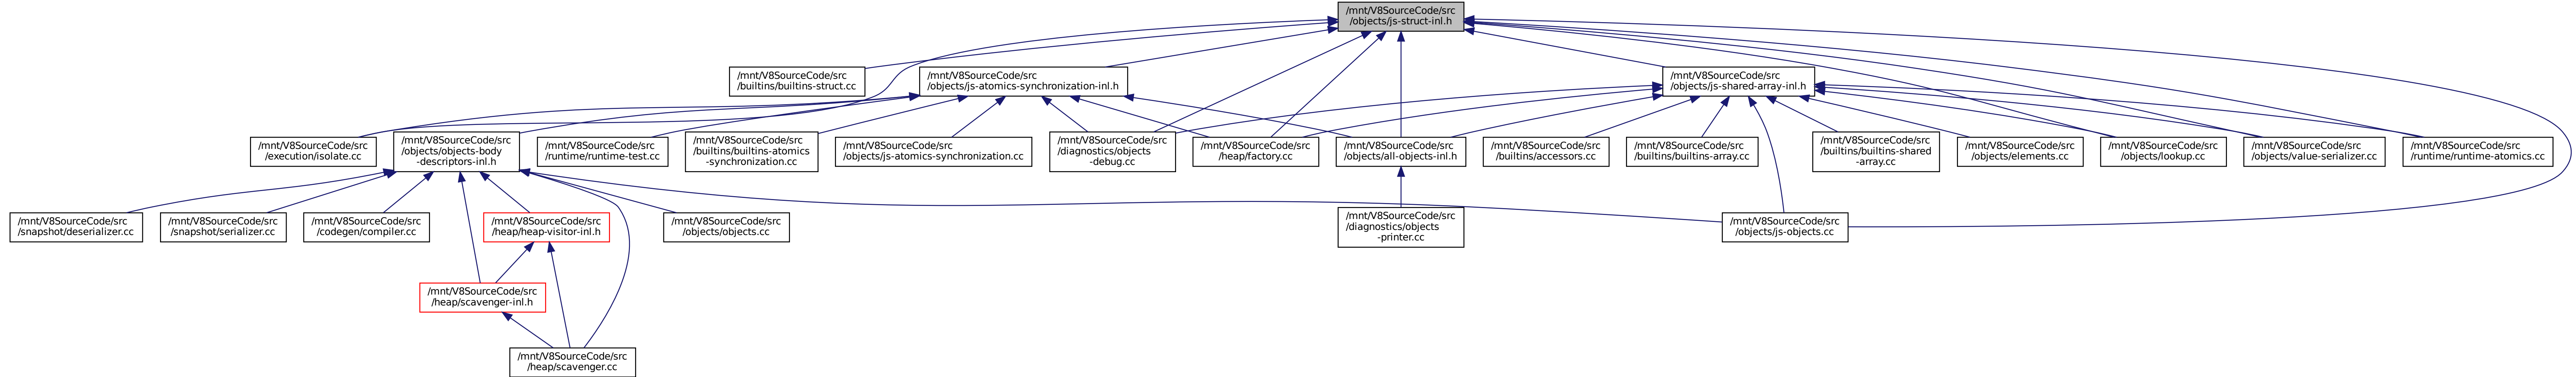 /mnt/V8SourceCode/src
/objects/js-struct-inl.h
/mnt/V8SourceCode/src
/builtins/builtins-struct.cc
/mnt/V8SourceCode/src
/objects/js-atomics-synchronization-inl.h
/mnt/V8SourceCode/src
/objects/js-shared-array-inl.h
/mnt/V8SourceCode/src
/execution/isolate.cc
/mnt/V8SourceCode/src
/objects/objects-body
-descriptors-inl.h
/mnt/V8SourceCode/src
/runtime/runtime-test.cc
/mnt/V8SourceCode/src
/builtins/builtins-atomics
-synchronization.cc
/mnt/V8SourceCode/src
/objects/js-atomics-synchronization.cc
/mnt/V8SourceCode/src
/diagnostics/objects
-debug.cc
/mnt/V8SourceCode/src
/heap/factory.cc
/mnt/V8SourceCode/src
/objects/all-objects-inl.h
/mnt/V8SourceCode/src
/builtins/accessors.cc
/mnt/V8SourceCode/src
/builtins/builtins-array.cc
/mnt/V8SourceCode/src
/builtins/builtins-shared
-array.cc
/mnt/V8SourceCode/src
/objects/elements.cc
/mnt/V8SourceCode/src
/objects/lookup.cc
/mnt/V8SourceCode/src
/objects/value-serializer.cc
/mnt/V8SourceCode/src
/runtime/runtime-atomics.cc
/mnt/V8SourceCode/src
/snapshot/deserializer.cc
/mnt/V8SourceCode/src
/snapshot/serializer.cc
/mnt/V8SourceCode/src
/codegen/compiler.cc
/mnt/V8SourceCode/src
/heap/heap-visitor-inl.h
/mnt/V8SourceCode/src
/objects/objects.cc
/mnt/V8SourceCode/src
/diagnostics/objects
-printer.cc
/mnt/V8SourceCode/src
/objects/js-objects.cc
/mnt/V8SourceCode/src
/heap/scavenger-inl.h
/mnt/V8SourceCode/src
/heap/scavenger.cc